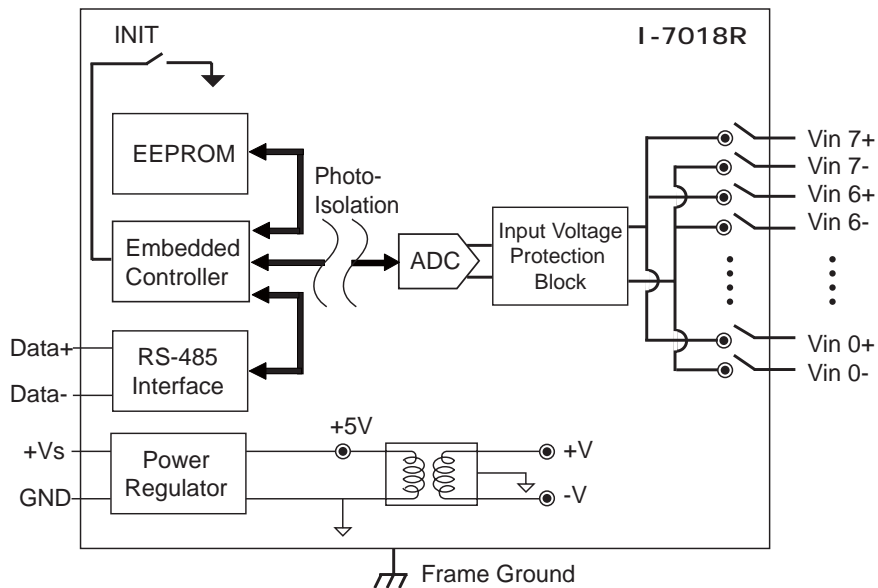 INIT
I-7018R
EEPROM
Photo-
Isolation
Embedded
Controller
ADC
Input Voltage
Protection
Block
Vin 7+
Vin 7-
Vin 6+
Vin 6-
Vin 0+
Vin 0-
Data+
Data-
RS-485
Interface
+Vs
GND
Power
Regulator
+5V
+V
-V
Frame Ground